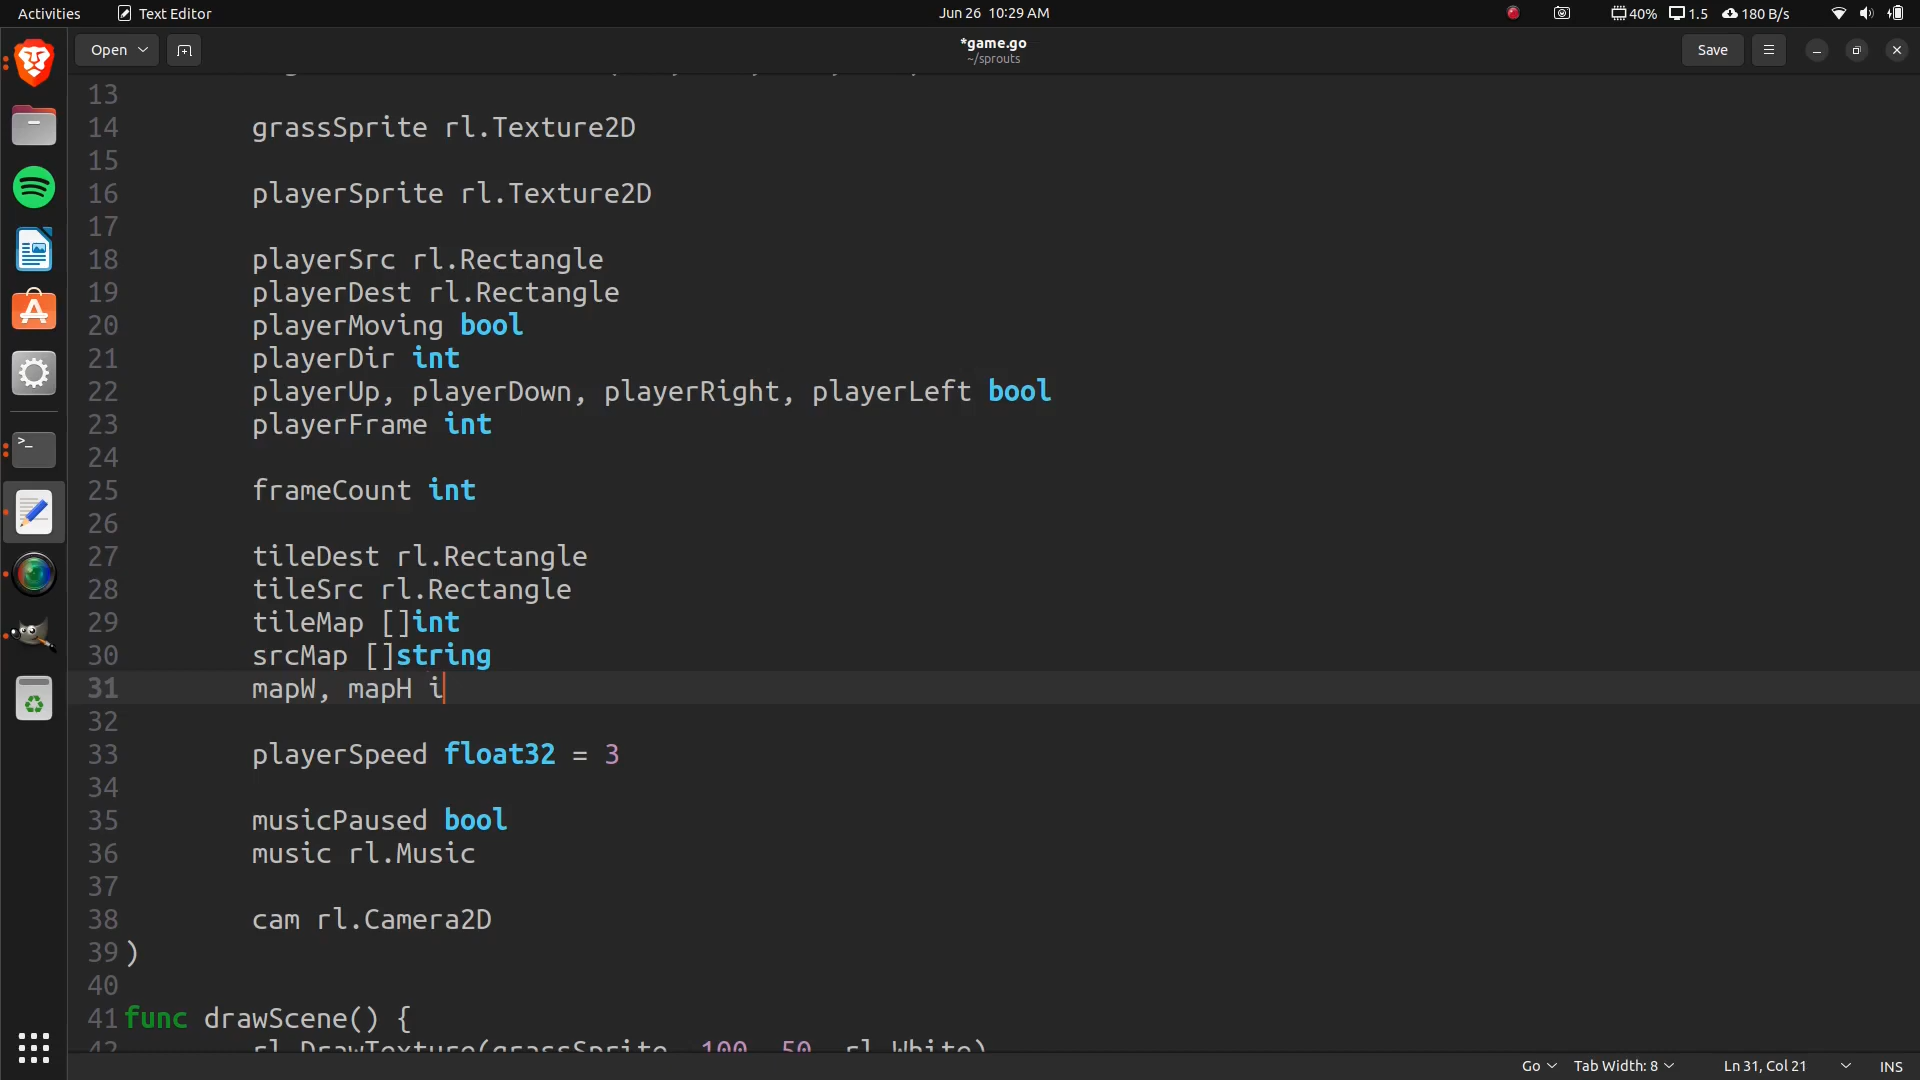 Activities Text Editor Jun 26 10:29 AM 40% 1.5 180 B/s
Open *game.go Save
~/sprouts
13
14 grassSprite rl.Texture2D
15
16 playerSprite rl.Texture2D
17
18 playerSrc rl.Rectangle
19 playerDest rl.Rectangle
20 playerMoving bool
21 playerDir int
22 playerUp, playerDown, playerRight, playerLeft bool
23 playerFrame int
24
25 frameCount int
26
27 tileDest rl.Rectangle
28 tileSrc rl.Rectangle
29 tileMap []int
30 srcMap []string
31 mapW, mapH i
32
33 playerSpeed float32 = 3
34
35 musicPaused bool
36 music rl.Music
37
38 cam rl.Camera2D
39 )
40
41 func drawScene() {
42 rl.DrawTexture(grassSprite, 100, 50, rl.White)
Go Tab Width: 8 Ln 31, Col 21 INS